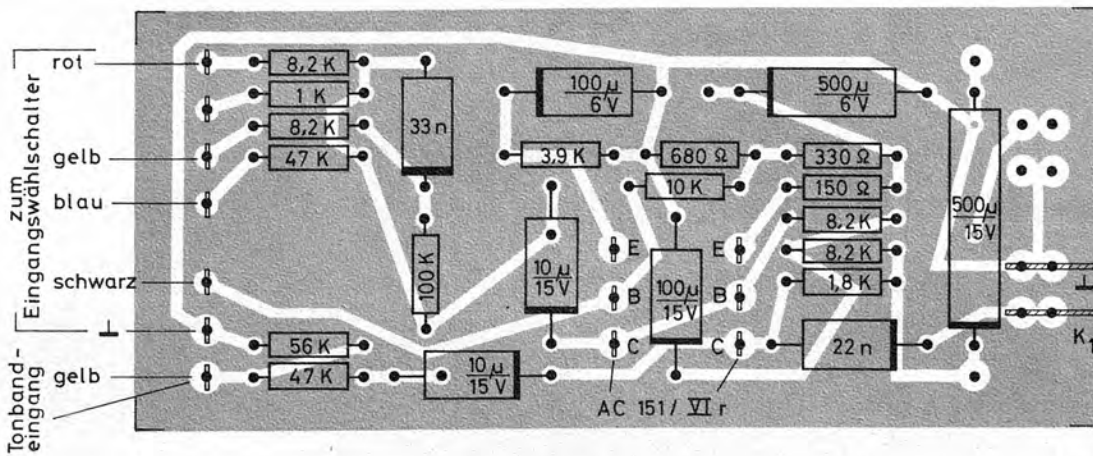 zum
Eingangswählschalter
rot
gelb
blau
schwarz
Tonband-
eingang
gelb
8,2 K
1 K
8,2 K
47 K
33 n
100 K
56 K
47 K
10 µ
15 V
100 µ
6 V
3,9 K
680 Ω
10 K
10 µ
15 V
100 µ
15 V
E
B
C
E
B
C
AC 151 / VI r
500 µ
6 V
330 Ω
150 Ω
8,2 K
8,2 K
1,8 K
22 n
500 µ
15 V
K1